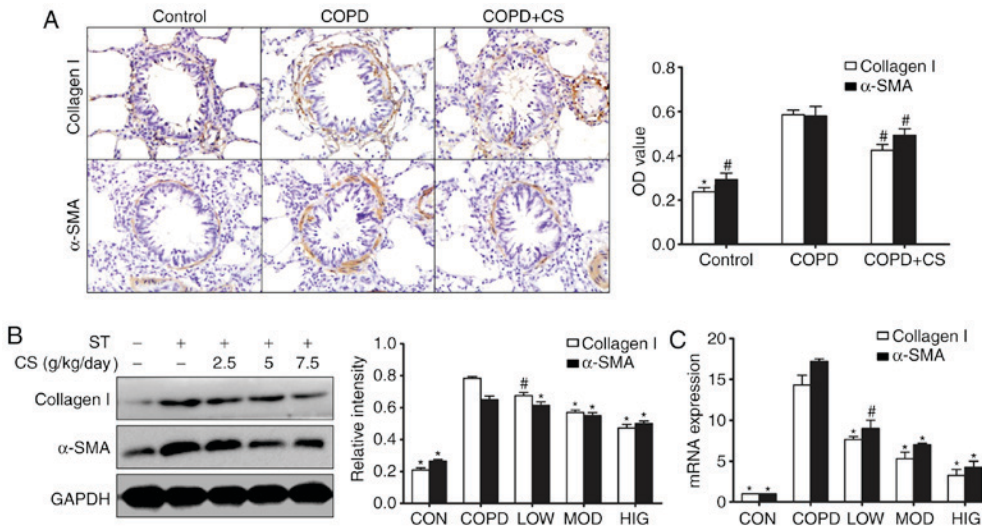 A
Control COPD COPD+CS
Collagen I
α-SMA
Collagen I
α-SMA
OD value
0.8
0.6
0.4
0.2
0.0
* # # #
Control COPD COPD+CS
B
ST − + + + +
CS (g/kg/day) − − 2.5 5 7.5
Collagen I
α-SMA
GAPDH
Collagen I
α-SMA
Relative intensity
1.0
0.8
0.6
0.4
0.2
0.0
* * # * * * * *
CON COPD LOW MOD HIG
C
Collagen I
α-SMA
mRNA expression
20
15
10
5
0
* * * # * * * *
CON COPD LOW MOD HIG